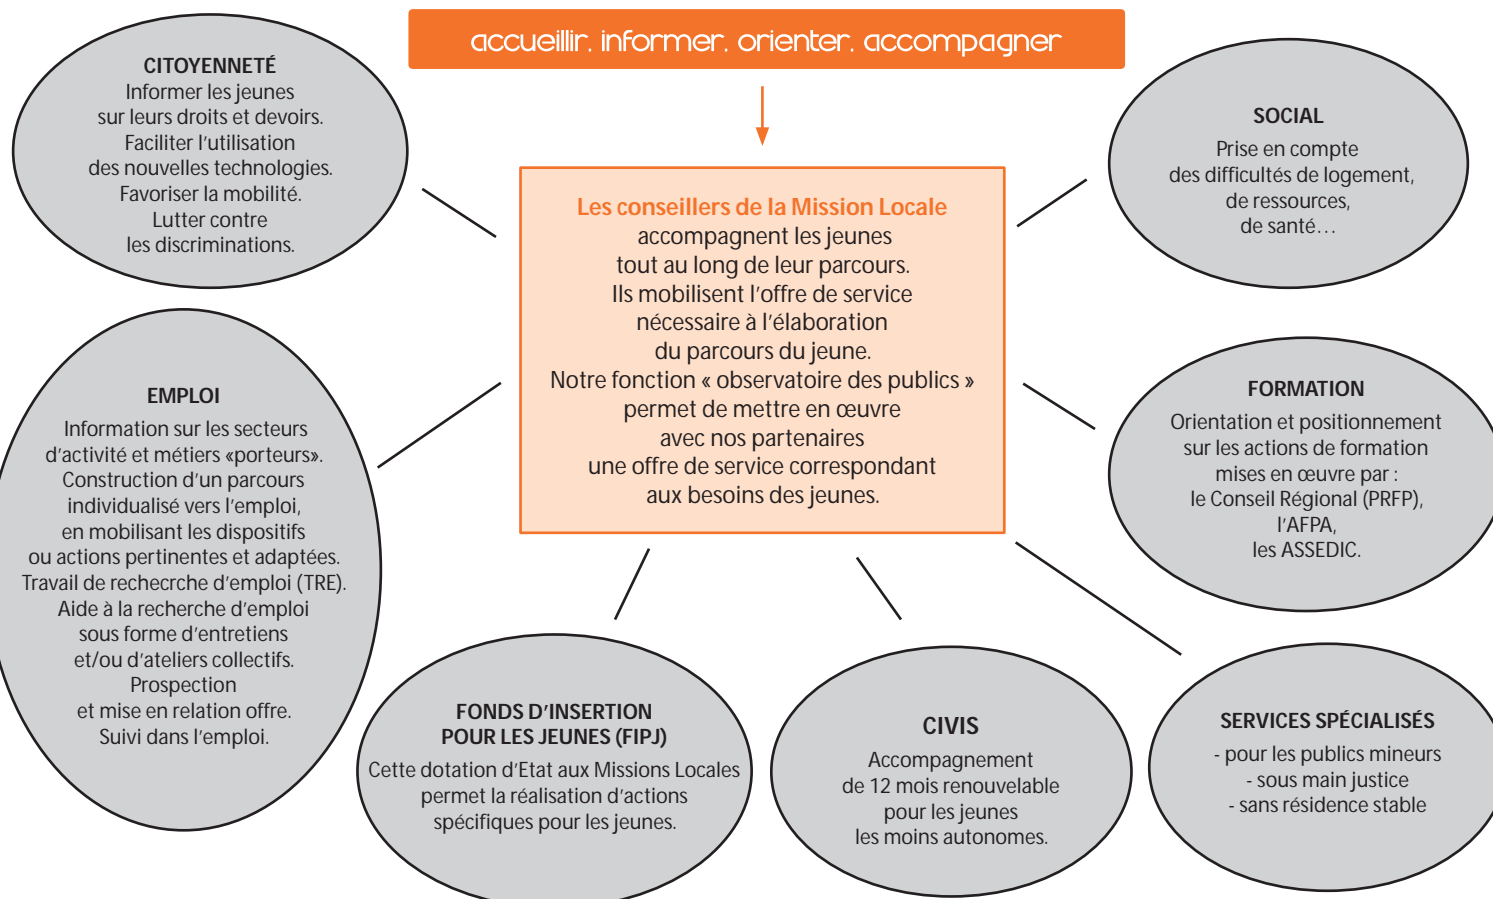 accueillir, informer, orienter, accompagner
CITOYENNETÉ
Informer les jeunes
sur leurs droits et devoirs.
Faciliter l'utilisation
des nouvelles technologies.
Favoriser la mobilité.
Lutter contre
les discriminations.
SOCIAL
Prise en compte
des difficultés de logement,
de ressources,
de santé…
Les conseillers de la Mission Locale
accompagnent les jeunes
tout au long de leur parcours.
Ils mobilisent l'offre de service
nécessaire à l'élaboration
du parcours du jeune.
Notre fonction « observatoire des publics »
permet de mettre en œuvre
avec nos partenaires
une offre de service correspondant
aux besoins des jeunes.
EMPLOI
Information sur les secteurs
d'activité et métiers «porteurs».
Construction d'un parcours
individualisé vers l'emploi,
en mobilisant les dispositifs
ou actions pertinentes et adaptées.
Travail de rechecrche d'emploi (TRE).
Aide à la recherche d'emploi
sous forme d'entretiens
et/ou d'ateliers collectifs.
Prospection
et mise en relation offre.
Suivi dans l'emploi.
FORMATION
Orientation et positionnement
sur les actions de formation
mises en œuvre par :
le Conseil Régional (PRFP),
l'AFPA,
les ASSEDIC.
FONDS D'INSERTION
POUR LES JEUNES (FIPJ)
Cette dotation d'Etat aux Missions Locales
permet la réalisation d'actions
spécifiques pour les jeunes.
CIVIS
Accompagnement
de 12 mois renouvelable
pour les jeunes
les moins autonomes.
SERVICES SPÉCIALISÉS
- pour les publics mineurs
- sous main justice
- sans résidence stable